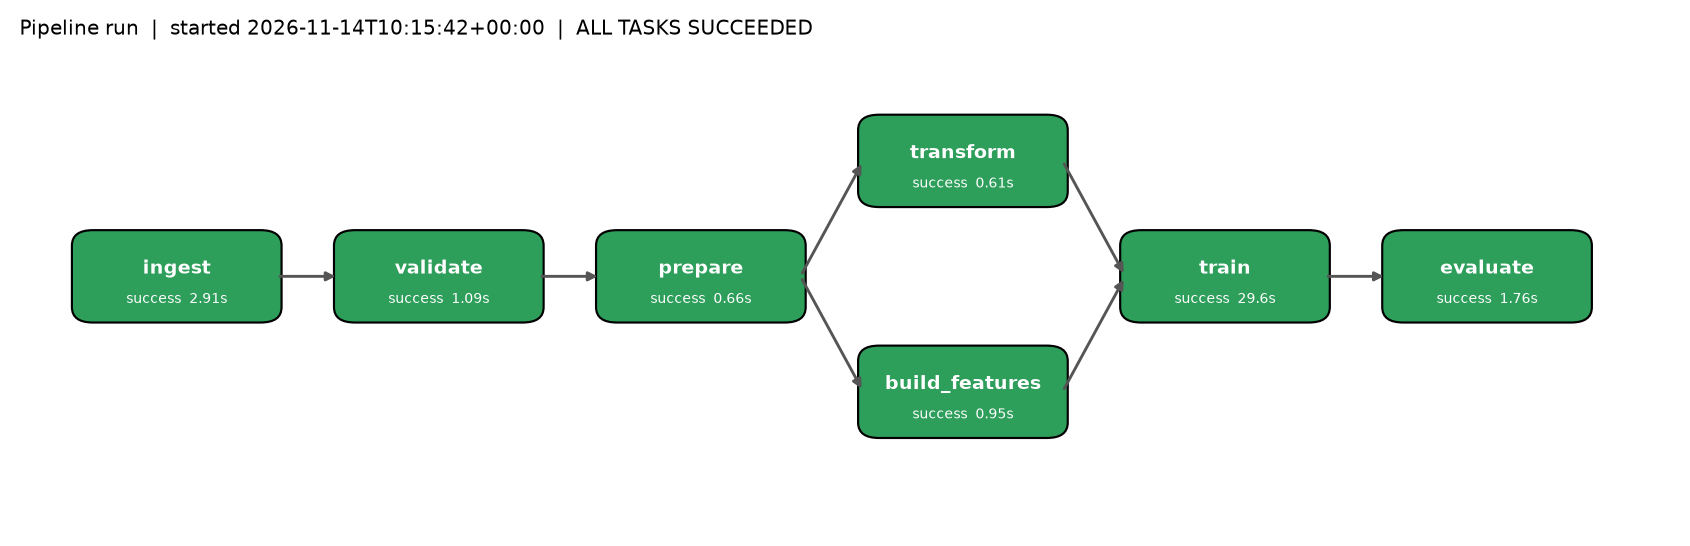 Pipeline run  |  started 2026-11-14T10:15:42+00:00  |  ALL TASKS SUCCEEDED
ingest
success  2.91s
validate
success  1.09s
prepare
success  0.66s
transform
success  0.61s
build_features
success  0.95s
train
success  29.6s
evaluate
success  1.76s